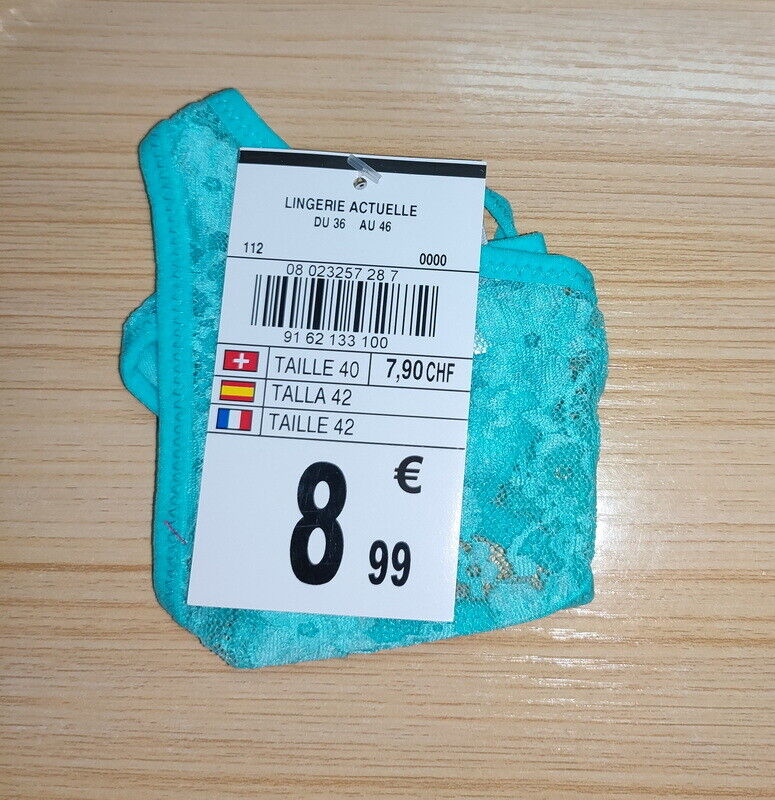 LINGERIE ACTUELLE
DU 36 AU 46
112 0000
08 023257 28 7
91 62 133 100
TAILLE 40 7,90 CHF
TALLA 42
TAILLE 42
8 € 99